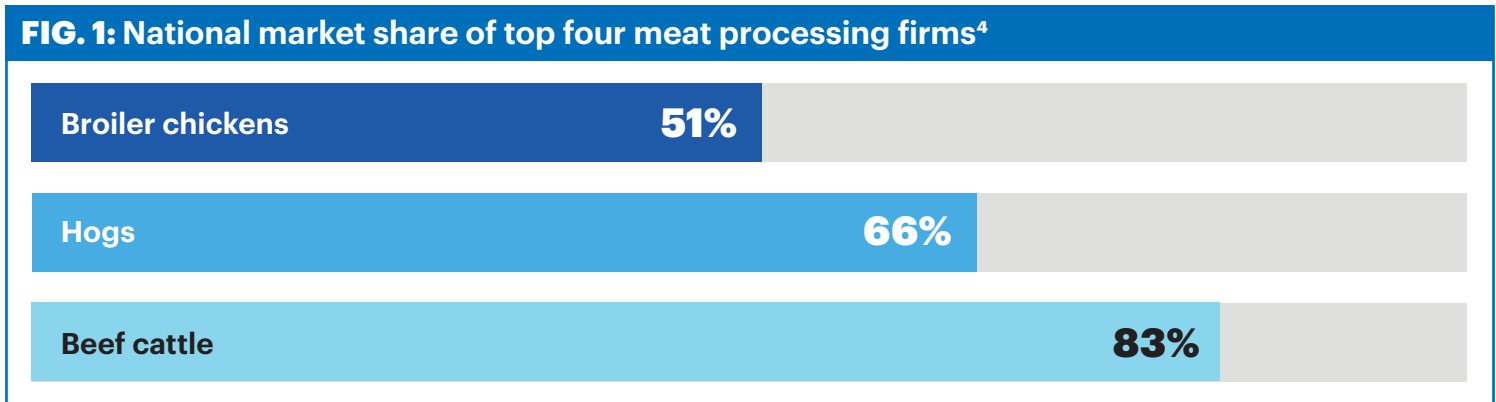 FIG. 1: National market share of top four meat processing firms⁴
Broiler chickens 51%
Hogs 66%
Beef cattle 83%